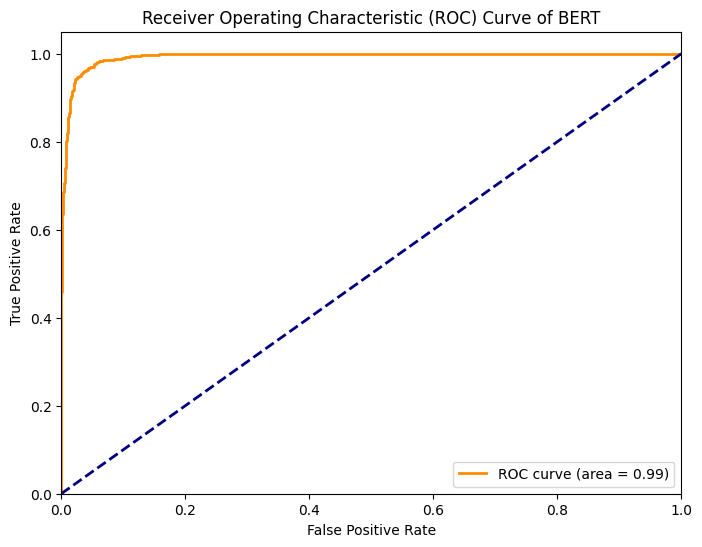 Receiver Operating Characteristic (ROC) Curve of BERT
True Positive Rate
1.0
0.8
0.6
0.4
0.2
0.0
0.0 0.2 0.4 0.6 0.8 1.0
False Positive Rate
ROC curve (area = 0.99)